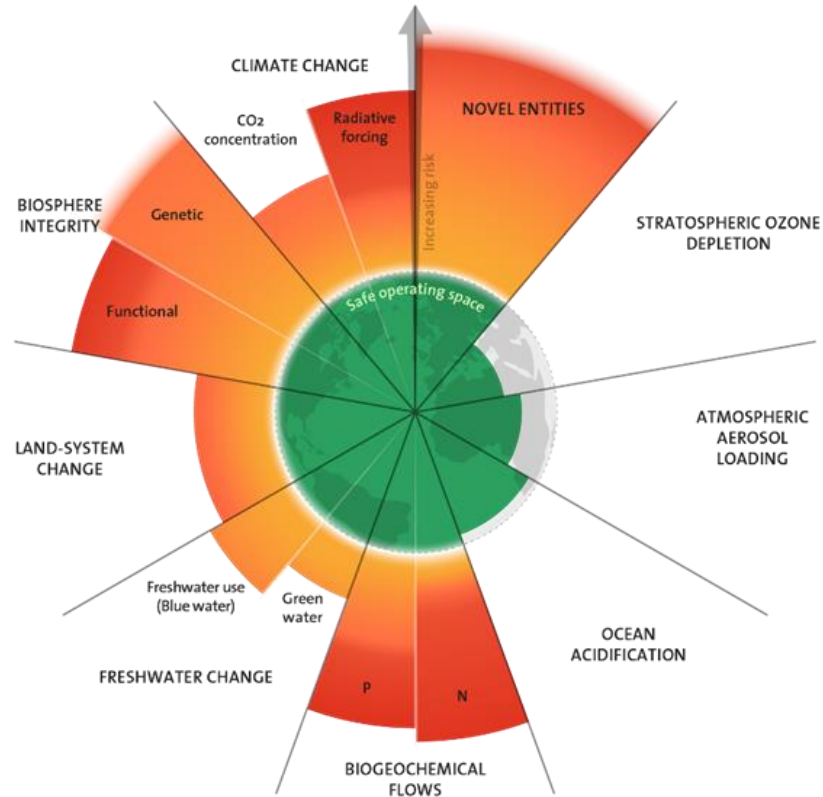 CLIMATE CHANGE
CO2
concentration
Radiative
forcing
NOVEL ENTITIES
Increasing risk
BIOSPHERE
INTEGRITY
Genetic
Functional
STRATOSPHERIC OZONE
DEPLETION
Safe operating space
ATMOSPHERIC
AEROSOL
LOADING
LAND-SYSTEM
CHANGE
Freshwater use
(Blue water)
Green
water
FRESHWATER CHANGE
OCEAN
ACIDIFICATION
P
N
BIOGEOCHEMICAL
FLOWS